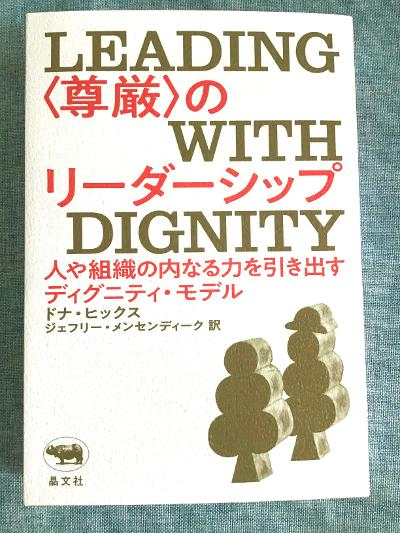 LEADING
〈尊厳〉の
WITH
リーダーシップ
DIGNITY
人や組織の内なる力を引き出す
ディグニティ・モデル
ドナ・ヒックス
ジェフリー・メンセンディーク 訳
晶文社